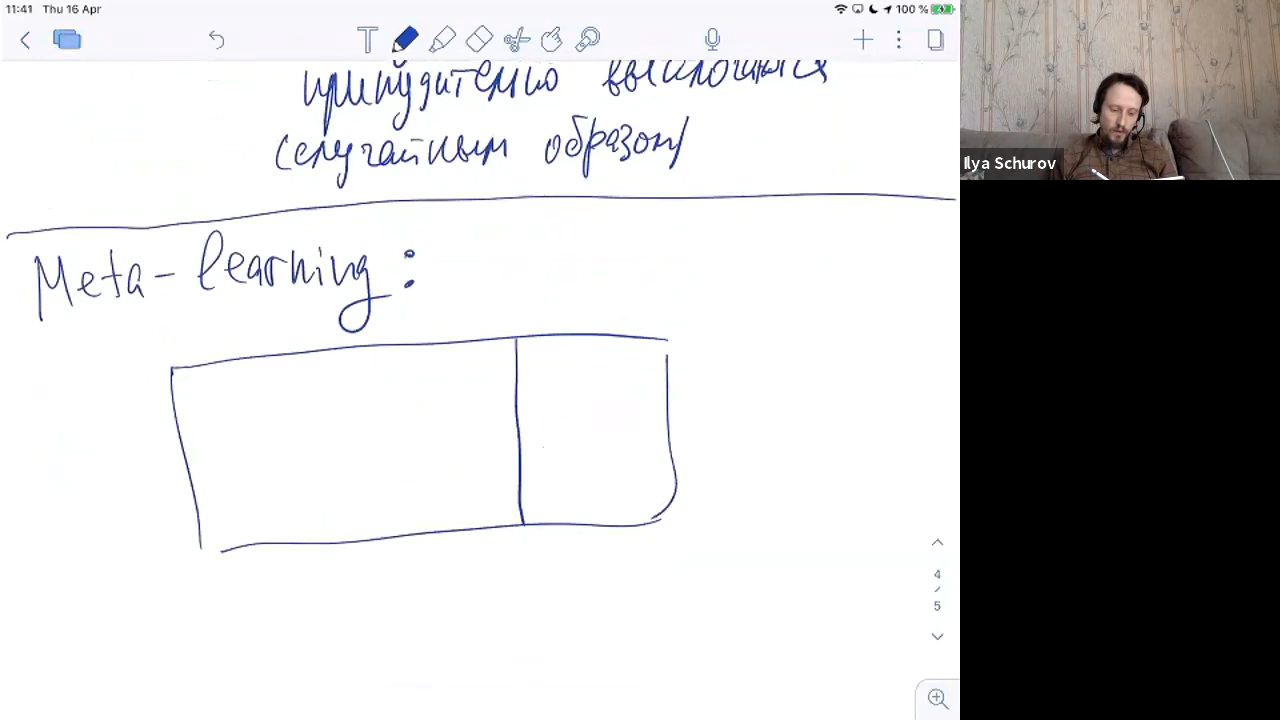 11:41 Thu 16 Apr
100 %
принудительно выключаются
случайным образом
Meta-learning:
Ilya Schurov
4
5